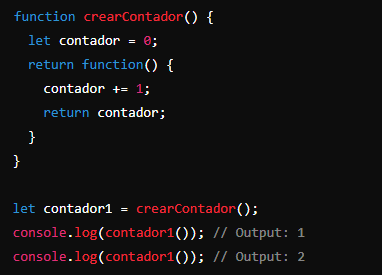 function crearContador() {
  let contador = 0;
  return function() {
    contador += 1;
    return contador;
  }
}

let contador1 = crearContador();
console.log(contador1()); // Output: 1
console.log(contador1()); // Output: 2